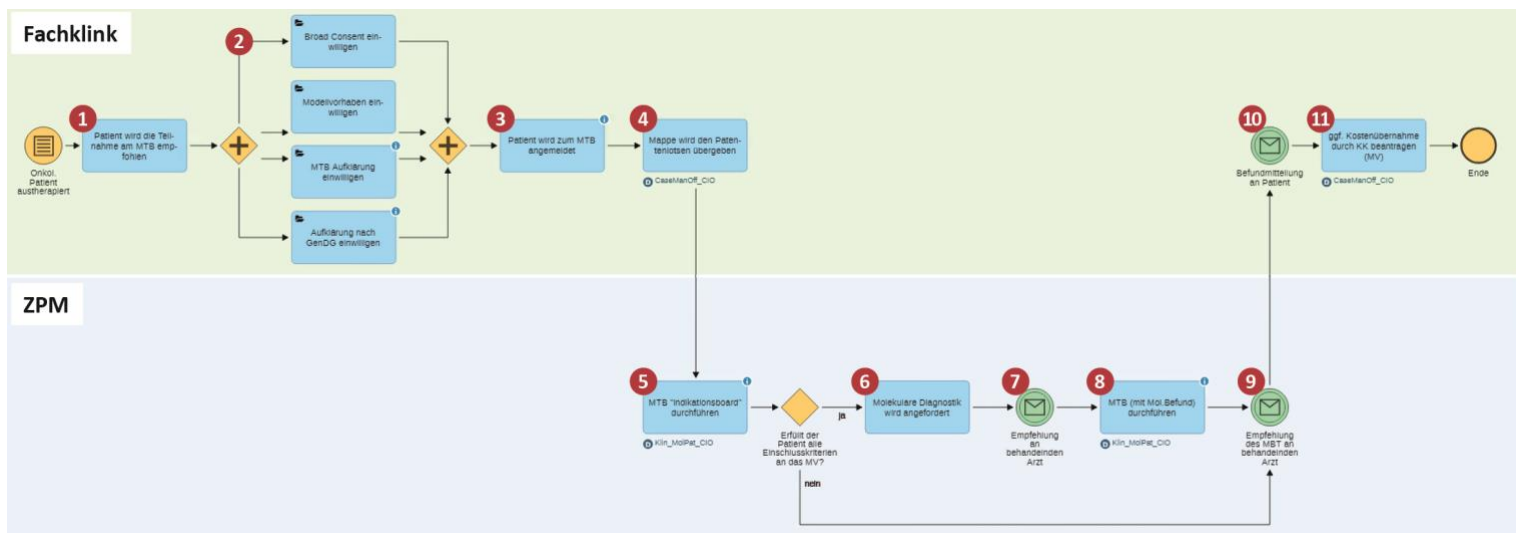 Fachklink
2
Broad Consent ein-
willigen
Modellvorhaben ein-
willigen
1
Patient wird die Teil-
nahme am MTB emp-
fohlen
Onkol.
Patient
austherapiert
MTB Aufklärung
einwilligen
Aufklärung nach
GenDG einwilligen
3
Patient wird zum MTB
angemeldet
4
Mappe wird den Paten-
tenlotsen übergeben
CaseManOff_CIO
10
Befundmitteilung
an Patient
11
ggf. Kostenübernahme
durch KK beantragen
(MV)
CaseManOff_CIO
Ende
ZPM
5
MTB "Indikationsboard"
durchführen
Klin_MolPat_CIO
Erfüllt der
Patient alle
Einschlusskriterien
an das MV?
ja
nein
6
Molekulare Diagnostik
wird angefordert
7
Empfehlung
an
behandelnden
Arzt
8
MTB (mit Mol.Befund)
durchführen
Klin_MolPat_CIO
9
Empfehlung
des MBT an
behandelnden
Arzt